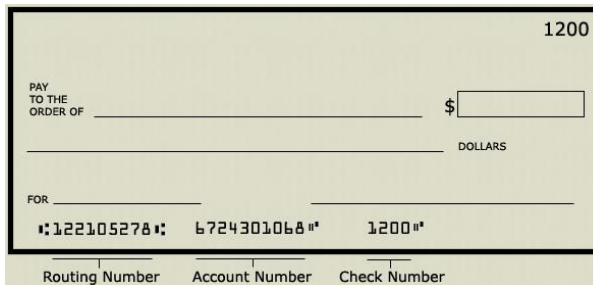 1200
PAY
TO THE
ORDER OF
$
DOLLARS
FOR
⑆122105278⑆ 6724301068⑈ 1200⑈
Routing Number Account Number Check Number